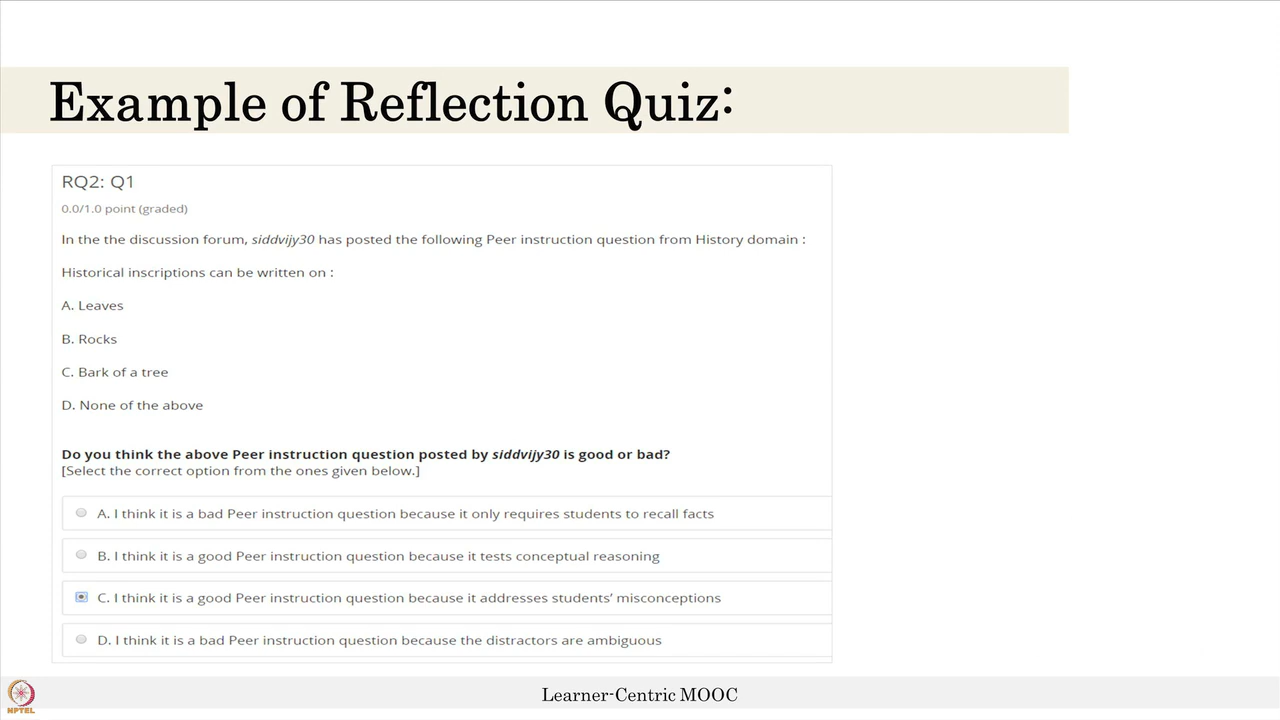 Example of Reflection Quiz:
RQ2: Q1
0.0/1.0 point (graded)
In the the discussion forum, siddvijy30 has posted the following Peer instruction question from History domain :
Historical inscriptions can be written on :
A. Leaves
B. Rocks
C. Bark of a tree
D. None of the above
Do you think the above Peer instruction question posted by siddvijy30 is good or bad?
[Select the correct option from the ones given below.]
A. I think it is a bad Peer instruction question because it only requires students to recall facts
B. I think it is a good Peer instruction question because it tests conceptual reasoning
C. I think it is a good Peer instruction question because it addresses students’ misconceptions
D. I think it is a bad Peer instruction question because the distractors are ambiguous
Learner-Centric MOOC
NPTEL